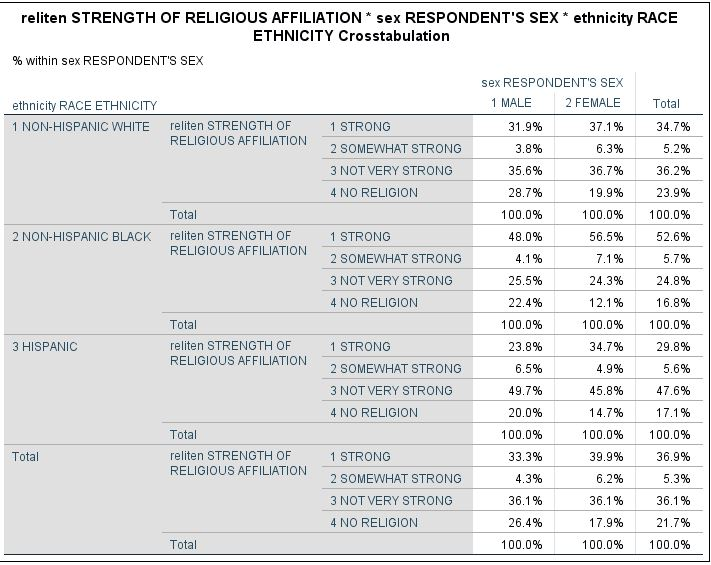 reliten STRENGTH OF RELIGIOUS AFFILIATION * sex RESPONDENT'S SEX * ethnicity RACE
ETHNICITY Crosstabulation
% within sex RESPONDENT'S SEX
sex RESPONDENT'S SEX
ethnicity RACE ETHNICITY 1 MALE 2 FEMALE Total
1 NON-HISPANIC WHITE reliten STRENGTH OF 1 STRONG 31.9% 37.1% 34.7%
RELIGIOUS AFFILIATION 2 SOMEWHAT STRONG 3.8% 6.3% 5.2%
3 NOT VERY STRONG 35.6% 36.7% 36.2%
4 NO RELIGION 28.7% 19.9% 23.9%
Total 100.0% 100.0% 100.0%
2 NON-HISPANIC BLACK reliten STRENGTH OF 1 STRONG 48.0% 56.5% 52.6%
RELIGIOUS AFFILIATION 2 SOMEWHAT STRONG 4.1% 7.1% 5.7%
3 NOT VERY STRONG 25.5% 24.3% 24.8%
4 NO RELIGION 22.4% 12.1% 16.8%
Total 100.0% 100.0% 100.0%
3 HISPANIC reliten STRENGTH OF 1 STRONG 23.8% 34.7% 29.8%
RELIGIOUS AFFILIATION 2 SOMEWHAT STRONG 6.5% 4.9% 5.6%
3 NOT VERY STRONG 49.7% 45.8% 47.6%
4 NO RELIGION 20.0% 14.7% 17.1%
Total 100.0% 100.0% 100.0%
Total reliten STRENGTH OF 1 STRONG 33.3% 39.9% 36.9%
RELIGIOUS AFFILIATION 2 SOMEWHAT STRONG 4.3% 6.2% 5.3%
3 NOT VERY STRONG 36.1% 36.1% 36.1%
4 NO RELIGION 26.4% 17.9% 21.7%
Total 100.0% 100.0% 100.0%